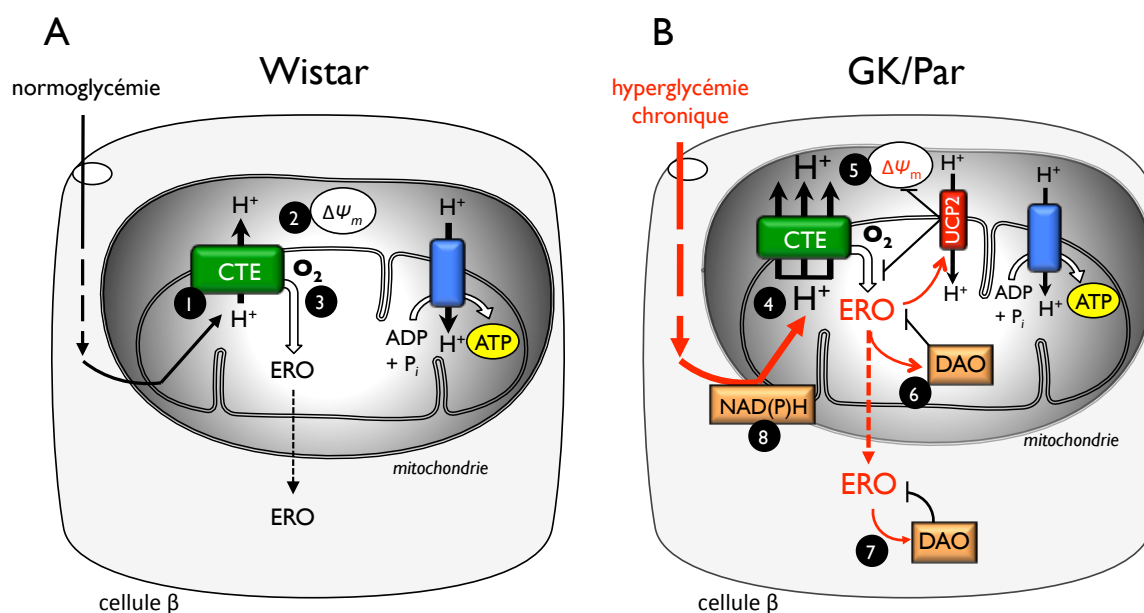 A
Wistar
normoglycémie
H⁺
2
ΔΨm
H⁺
CTE
O₂
1
3
H⁺
ADP
+ Pi
H⁺
ATP
ERO
mitochondrie
ERO
cellule β
B
GK/Par
hyperglycémie
chronique
H⁺
5
ΔΨm
H⁺
H⁺
CTE
O₂
UCP2
4
H⁺
ERO
H⁺
ADP
+ Pi
H⁺
ATP
DAO
6
NAD(P)H
8
mitochondrie
ERO
7
DAO
cellule β